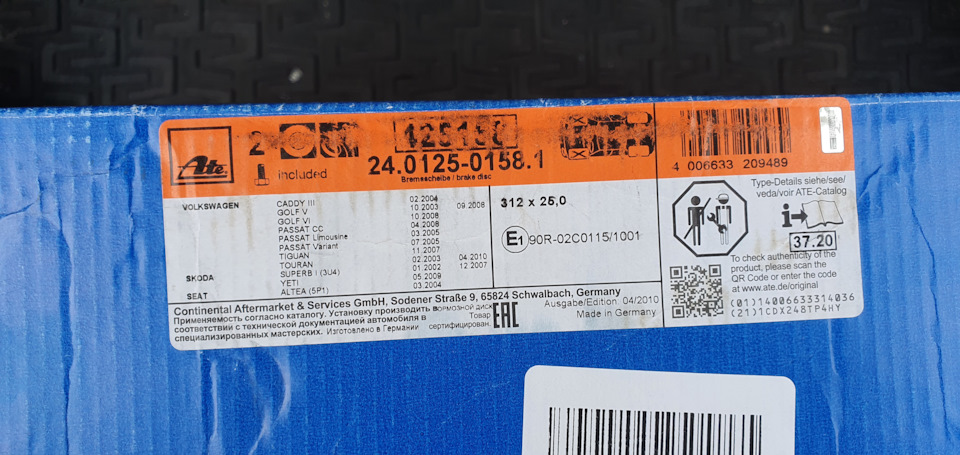 Ate
2
included
24.0125-0158.1
Bremsscheibe / brake disc
4 006633 209489
VOLKSWAGEN CADDY III 02.2004
GOLF V 10.2003 09.2008
GOLF VI 10.2008
PASSAT CC 04.2008
PASSAT Limousine 03.2005
PASSAT Variant 07.2005
TIGUAN 11.2007
TOURAN 02.2003 04.2010
SKODA SUPERB I (3U4) 01.2002 12.2007
YETI 05.2009
SEAT ALTEA (5P1) 03.2004
312 x 25,0
E1 90R-02C0115/1001
Type-Details siehe/see/
veda/voir ATE-Catalog
i
37.20
To check authenticity of the
product, please scan the
QR Code or enter the code
at www.ate.de/original
(01)14006633314036
(21)1CDX248TP4HY
Continental Aftermarket & Services GmbH, Sodener Straße 9, 65824 Schwalbach, Germany
Применяемость согласно каталогу. Установку производить в
соответствии с технической документацией автомобиля в
специализированных мастерских. Изготовлено в Германии
ТОРМОЗНОЙ ДИСК
Товар
сертифицирован.
EAC
Ausgabe/Edition 04/2010
Made in Germany